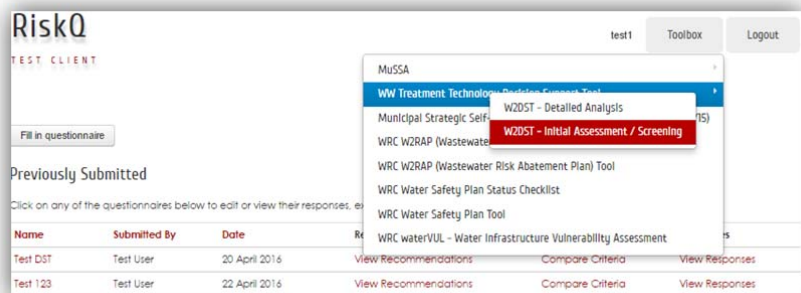 RiskQ
TEST CLIENT
test1 Toolbox Logout
MuSSA
WW Treatment Technology Decision Support Tool
W2DST - Detailed Analysis
Municipal Strategic Self- /15)
W2DST - Initial Assessment / Screening
Fill in questionnaire
WRC W2RAP (Wastewate
WRC W2RAP (Wastewater Risk Abatement Plan) Tool
Previously Submitted
WRC Water Safety Plan Status Checklist
Click on any of the questionnaires below to edit or view their responses, ex
WRC Water Safety Plan Tool
WRC waterVUL - Water Infrastructure Vulnerability Assessment
Name Submitted By Date Re s
Test DST Test User 20 April 2016 View Recommendations Compare Criteria View Responses
Test 123 Test User 22 April 2016 View Recommendations Compare Criteria View Responses